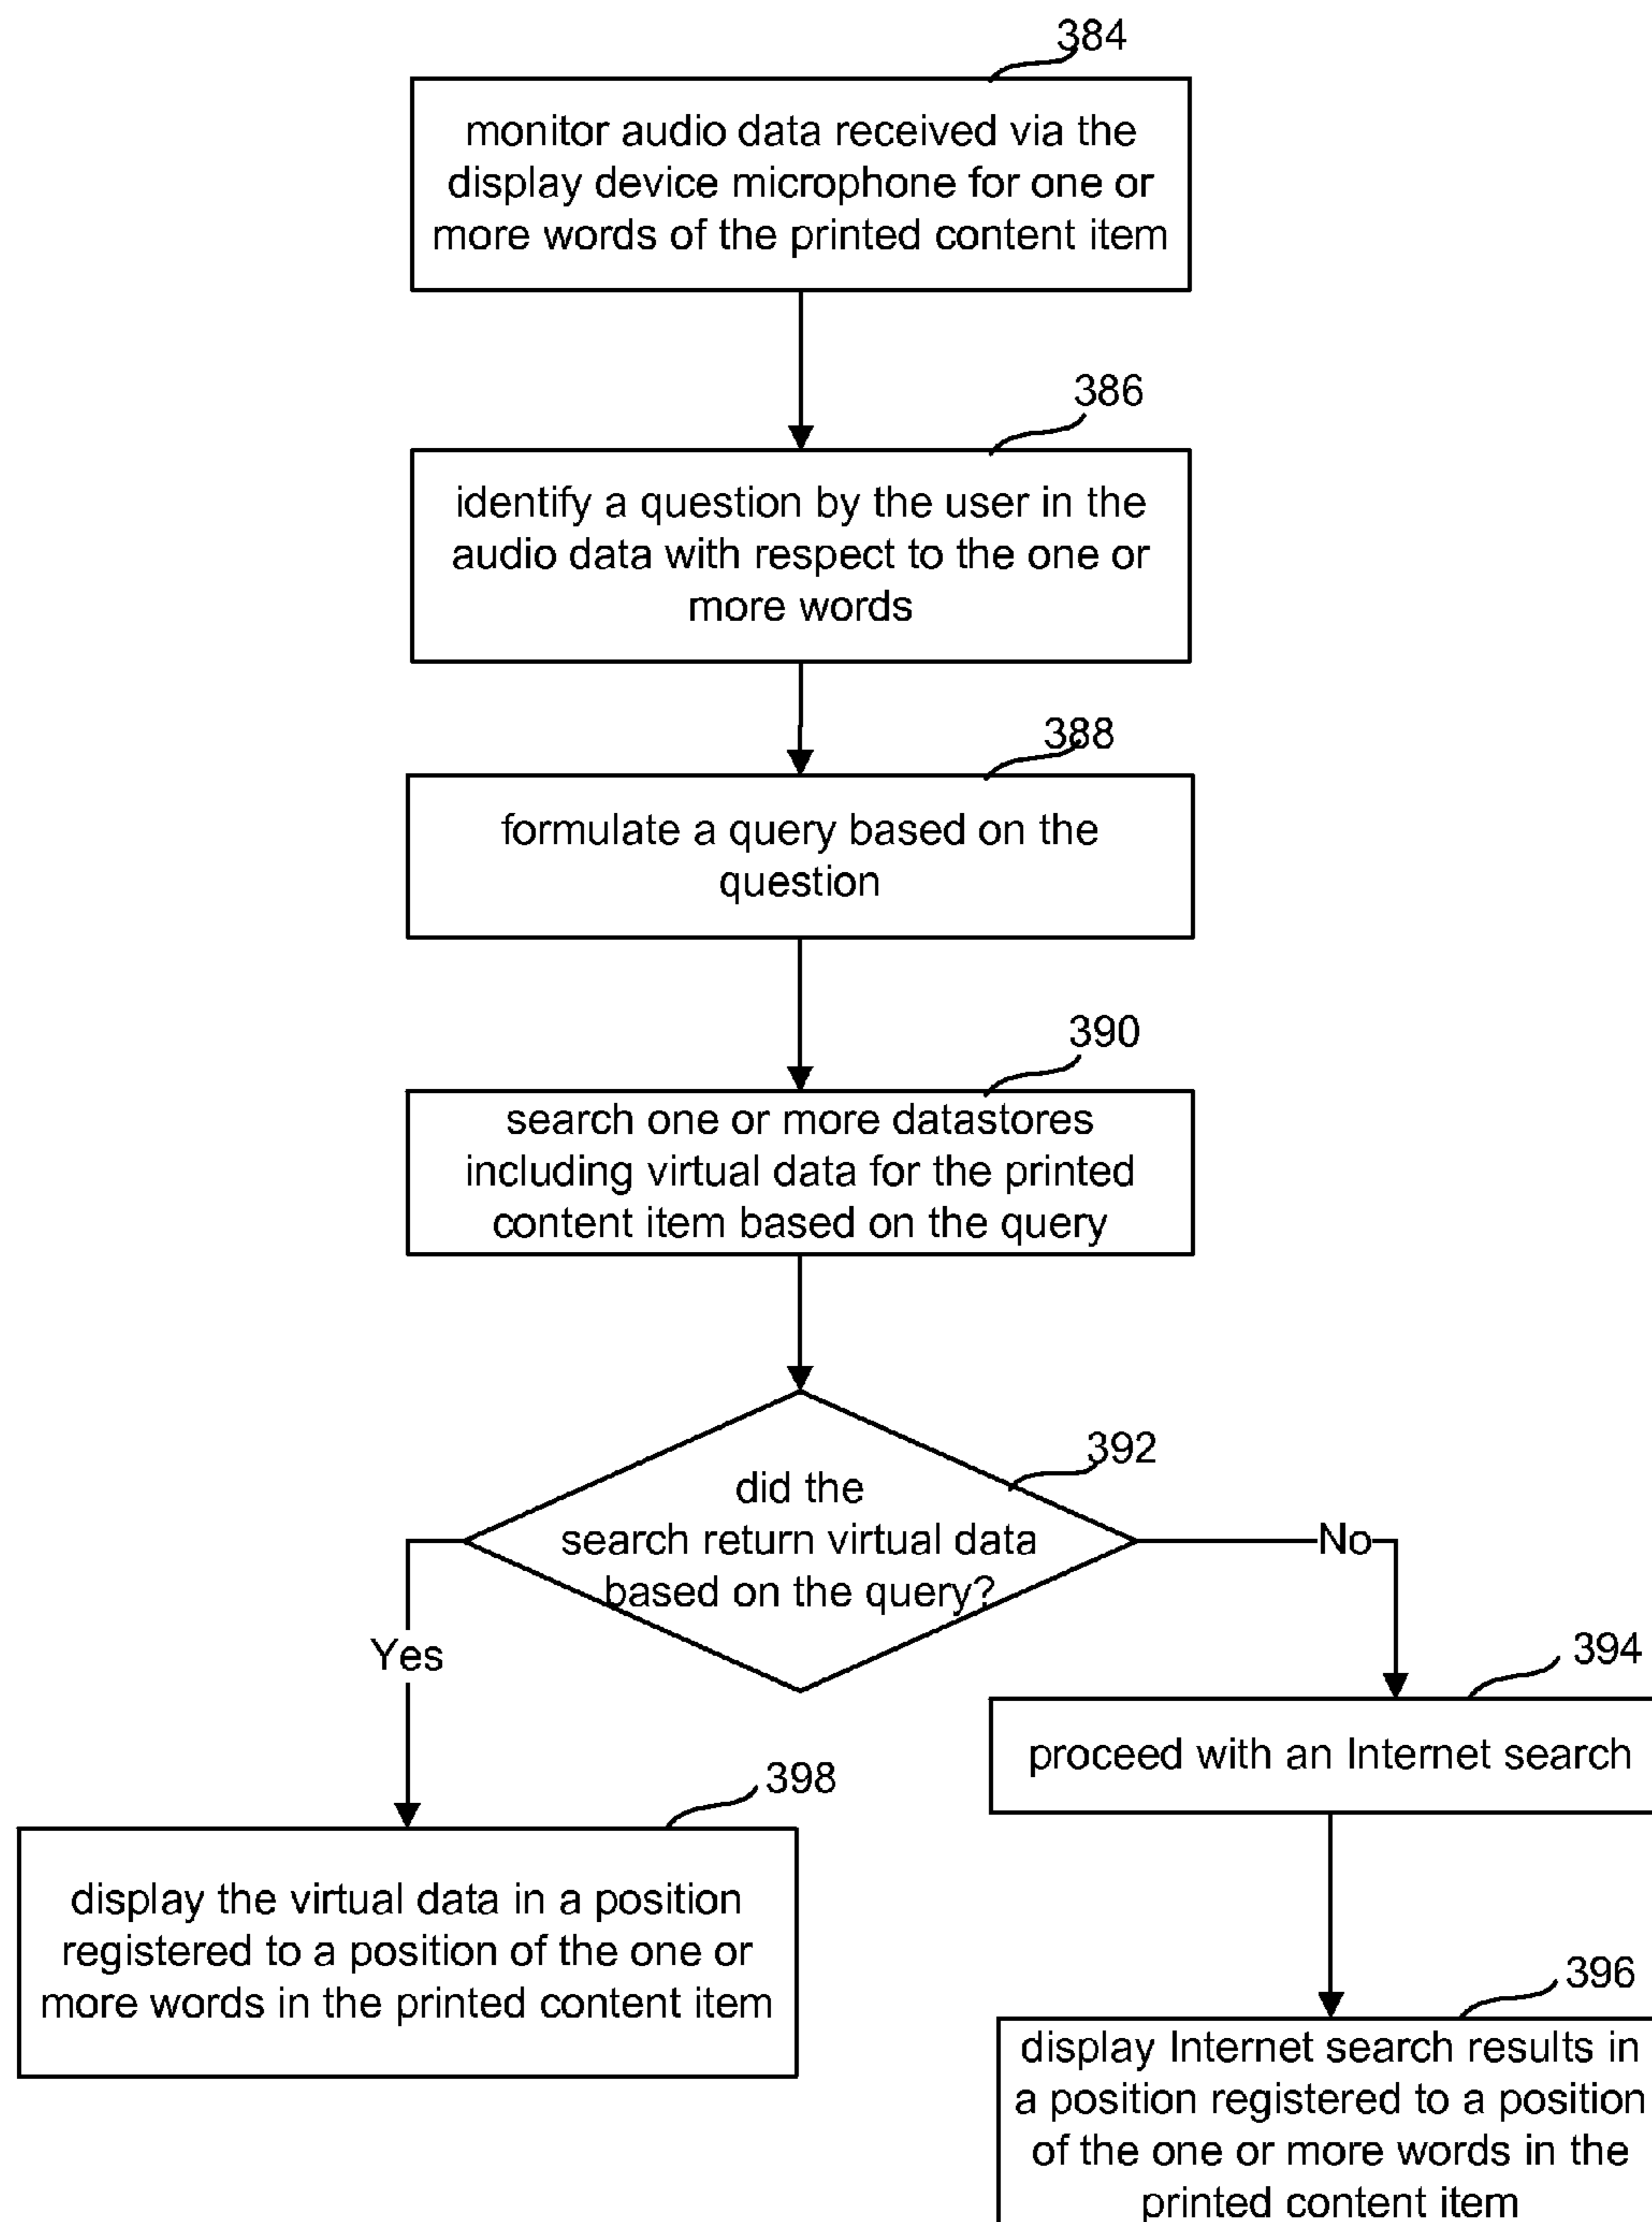 384
monitor audio data received via the
display device microphone for one or
more words of the printed content item
386
identify a question by the user in the
audio data with respect to the one or
more words
388
formulate a query based on the
question
390
search one or more datastores
including virtual data for the printed
content item based on the query
392
did the
search return virtual data
based on the query?
No
Yes
394
proceed with an Internet search
398
display the virtual data in a position
registered to a position of the one or
more words in the printed content item
396
display Internet search results in
a position registered to a position
of the one or more words in the
printed content item